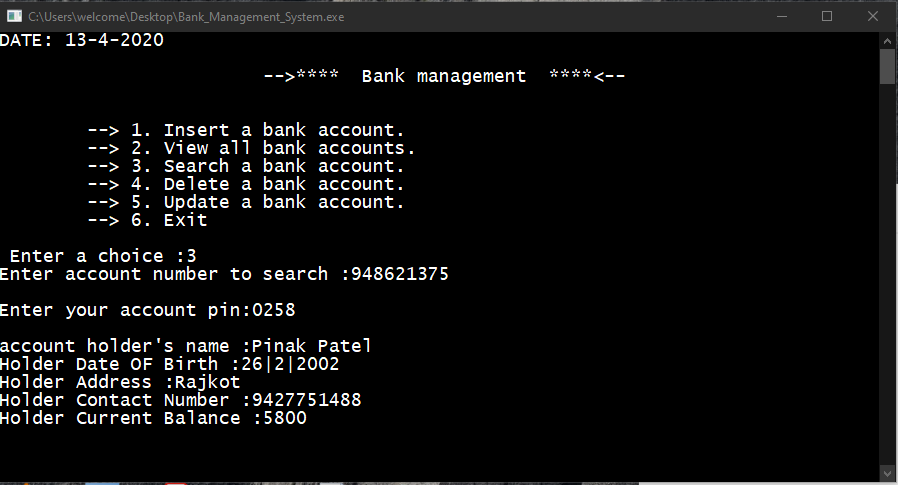 C:\Users\welcome\Desktop\Bank_Management_System.exe
DATE: 13-4-2020
-->**** Bank management ****<--
--> 1. Insert a bank account.
--> 2. View all bank accounts.
--> 3. Search a bank account.
--> 4. Delete a bank account.
--> 5. Update a bank account.
--> 6. Exit
Enter a choice :3
Enter account number to search :948621375
Enter your account pin:0258
account holder's name :Pinak Patel
Holder Date OF Birth :26|2|2002
Holder Address :Rajkot
Holder Contact Number :9427751488
Holder Current Balance :5800